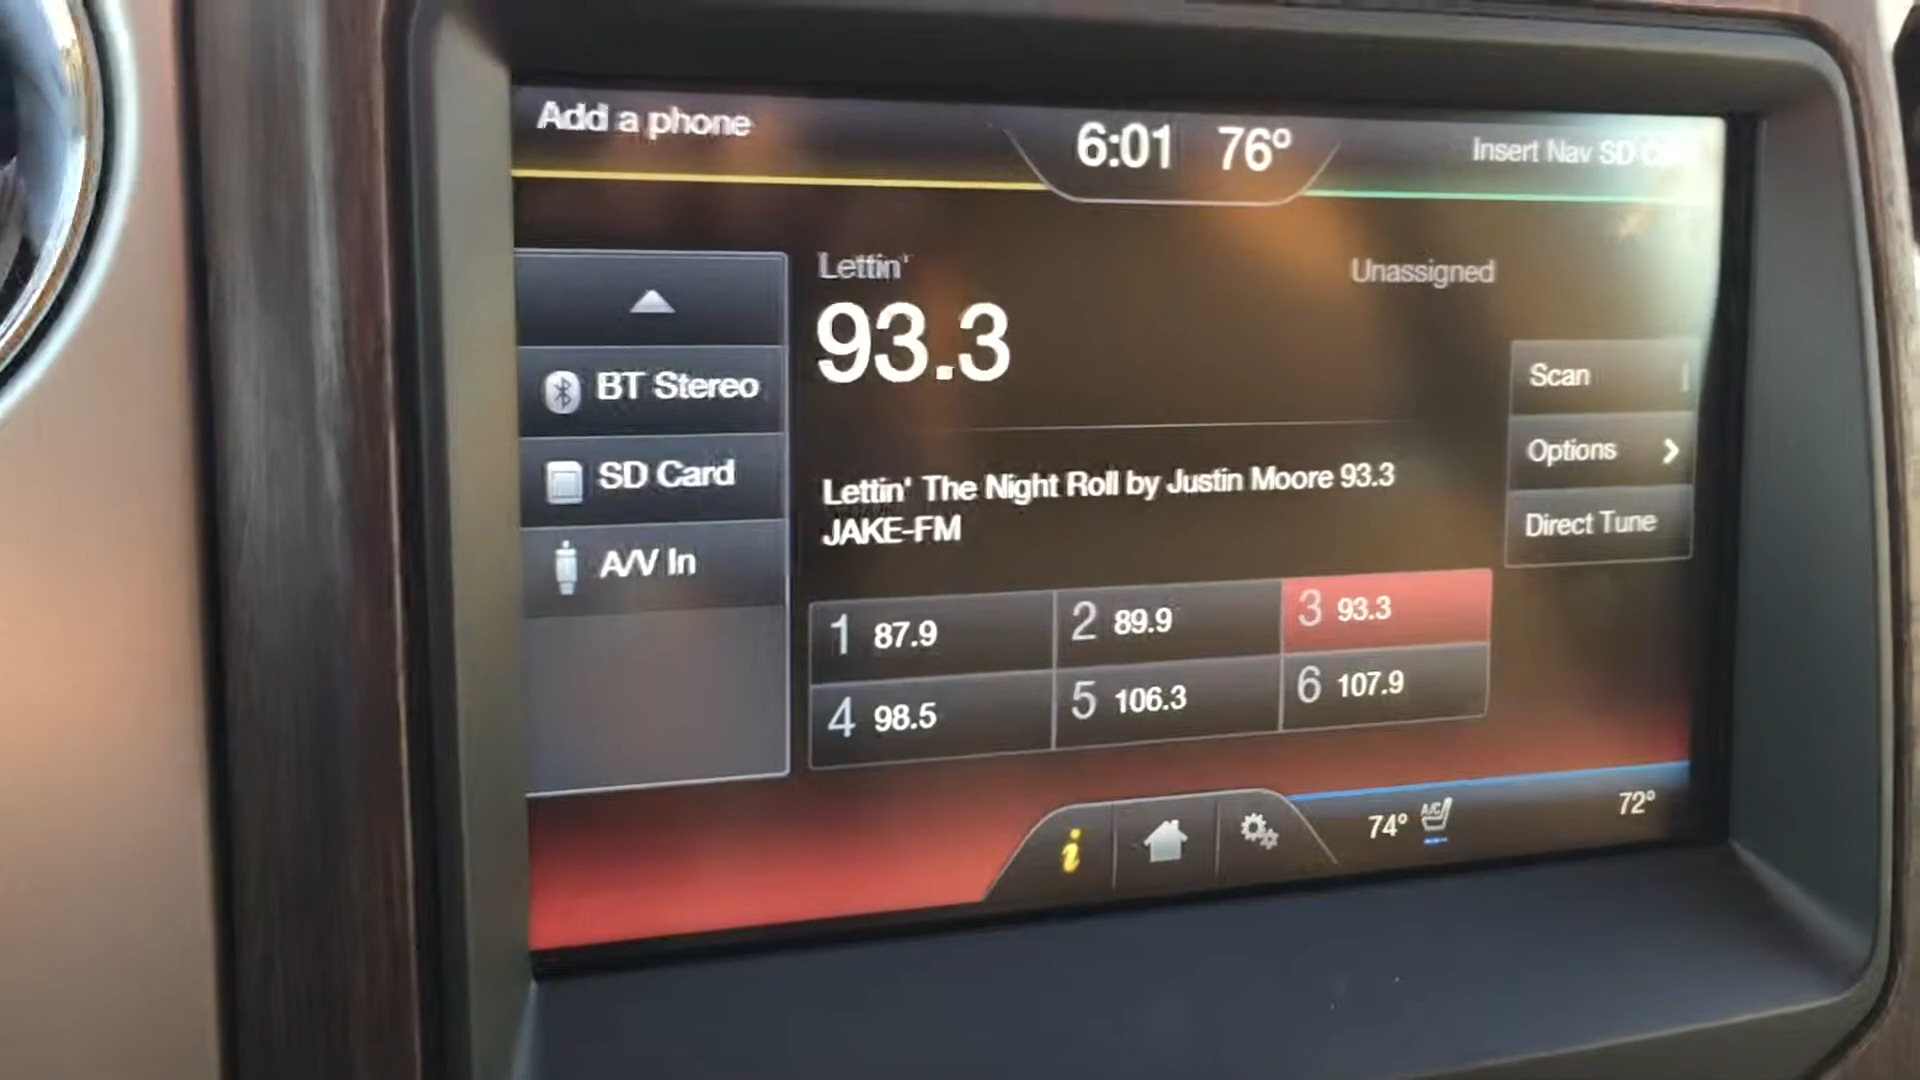 Add a phone
6:01 76°
Insert Nav SD
Lettin'
Unassigned
93.3
BT Stereo
SD Card
A/V In
Scan
Options
Direct Tune
Lettin' The Night Roll by Justin Moore 93.3
JAKE-FM
1 87.9
2 89.9
3 93.3
4 98.5
5 106.3
6 107.9
i
74°
A/C
72°